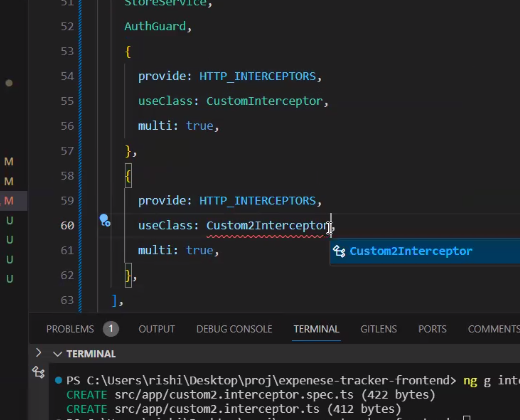 51 StoreService,
52 AuthGuard,
53 {
54 provide: HTTP_INTERCEPTORS,
55 useClass: CustomInterceptor,
56 multi: true,
57 },
58 {
59 provide: HTTP_INTERCEPTORS,
60 useClass: Custom2Interceptor,
Custom2Interceptor
61 multi: true,
62 },
63 ],
M
M
M
U
U
U
U
PROBLEMS 1 OUTPUT DEBUG CONSOLE TERMINAL GITLENS PORTS COMMENTS
TERMINAL
PS C:\Users\rishi\Desktop\proj\expenese-tracker-frontend> ng g inte
CREATE src/app/custom2.interceptor.spec.ts (422 bytes)
CREATE src/app/custom2.interceptor.ts (412 bytes)